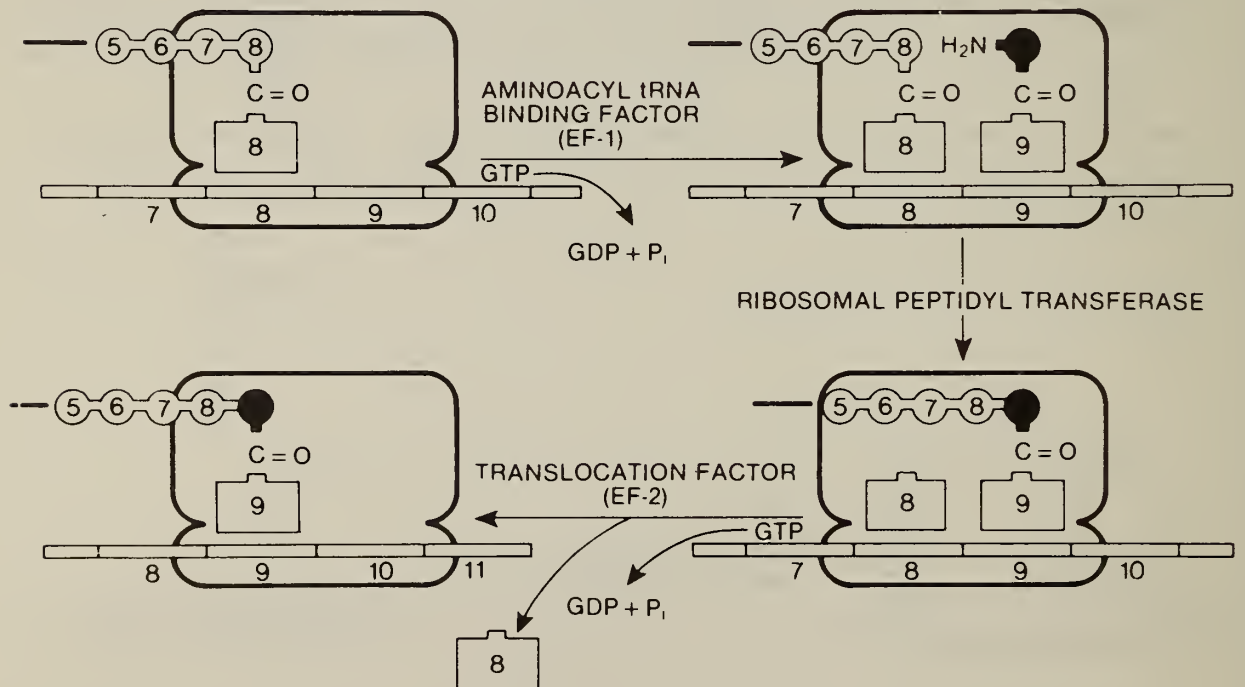 5 6 7 8
C = O
8
7 8 9 10
AMINOACYL tRNA
BINDING FACTOR
(EF-1)
GTP
GDP + Pi
5 6 7 8 H2N
C = O C = O
8 9
7 8 9 10
RIBOSOMAL PEPTIDYL TRANSFERASE
5 6 7 8
C = O
9
8 9 10 11
TRANSLOCATION FACTOR
(EF-2)
GTP
GDP + Pi
8
5 6 7 8
C = O
8 9
7 8 9 10